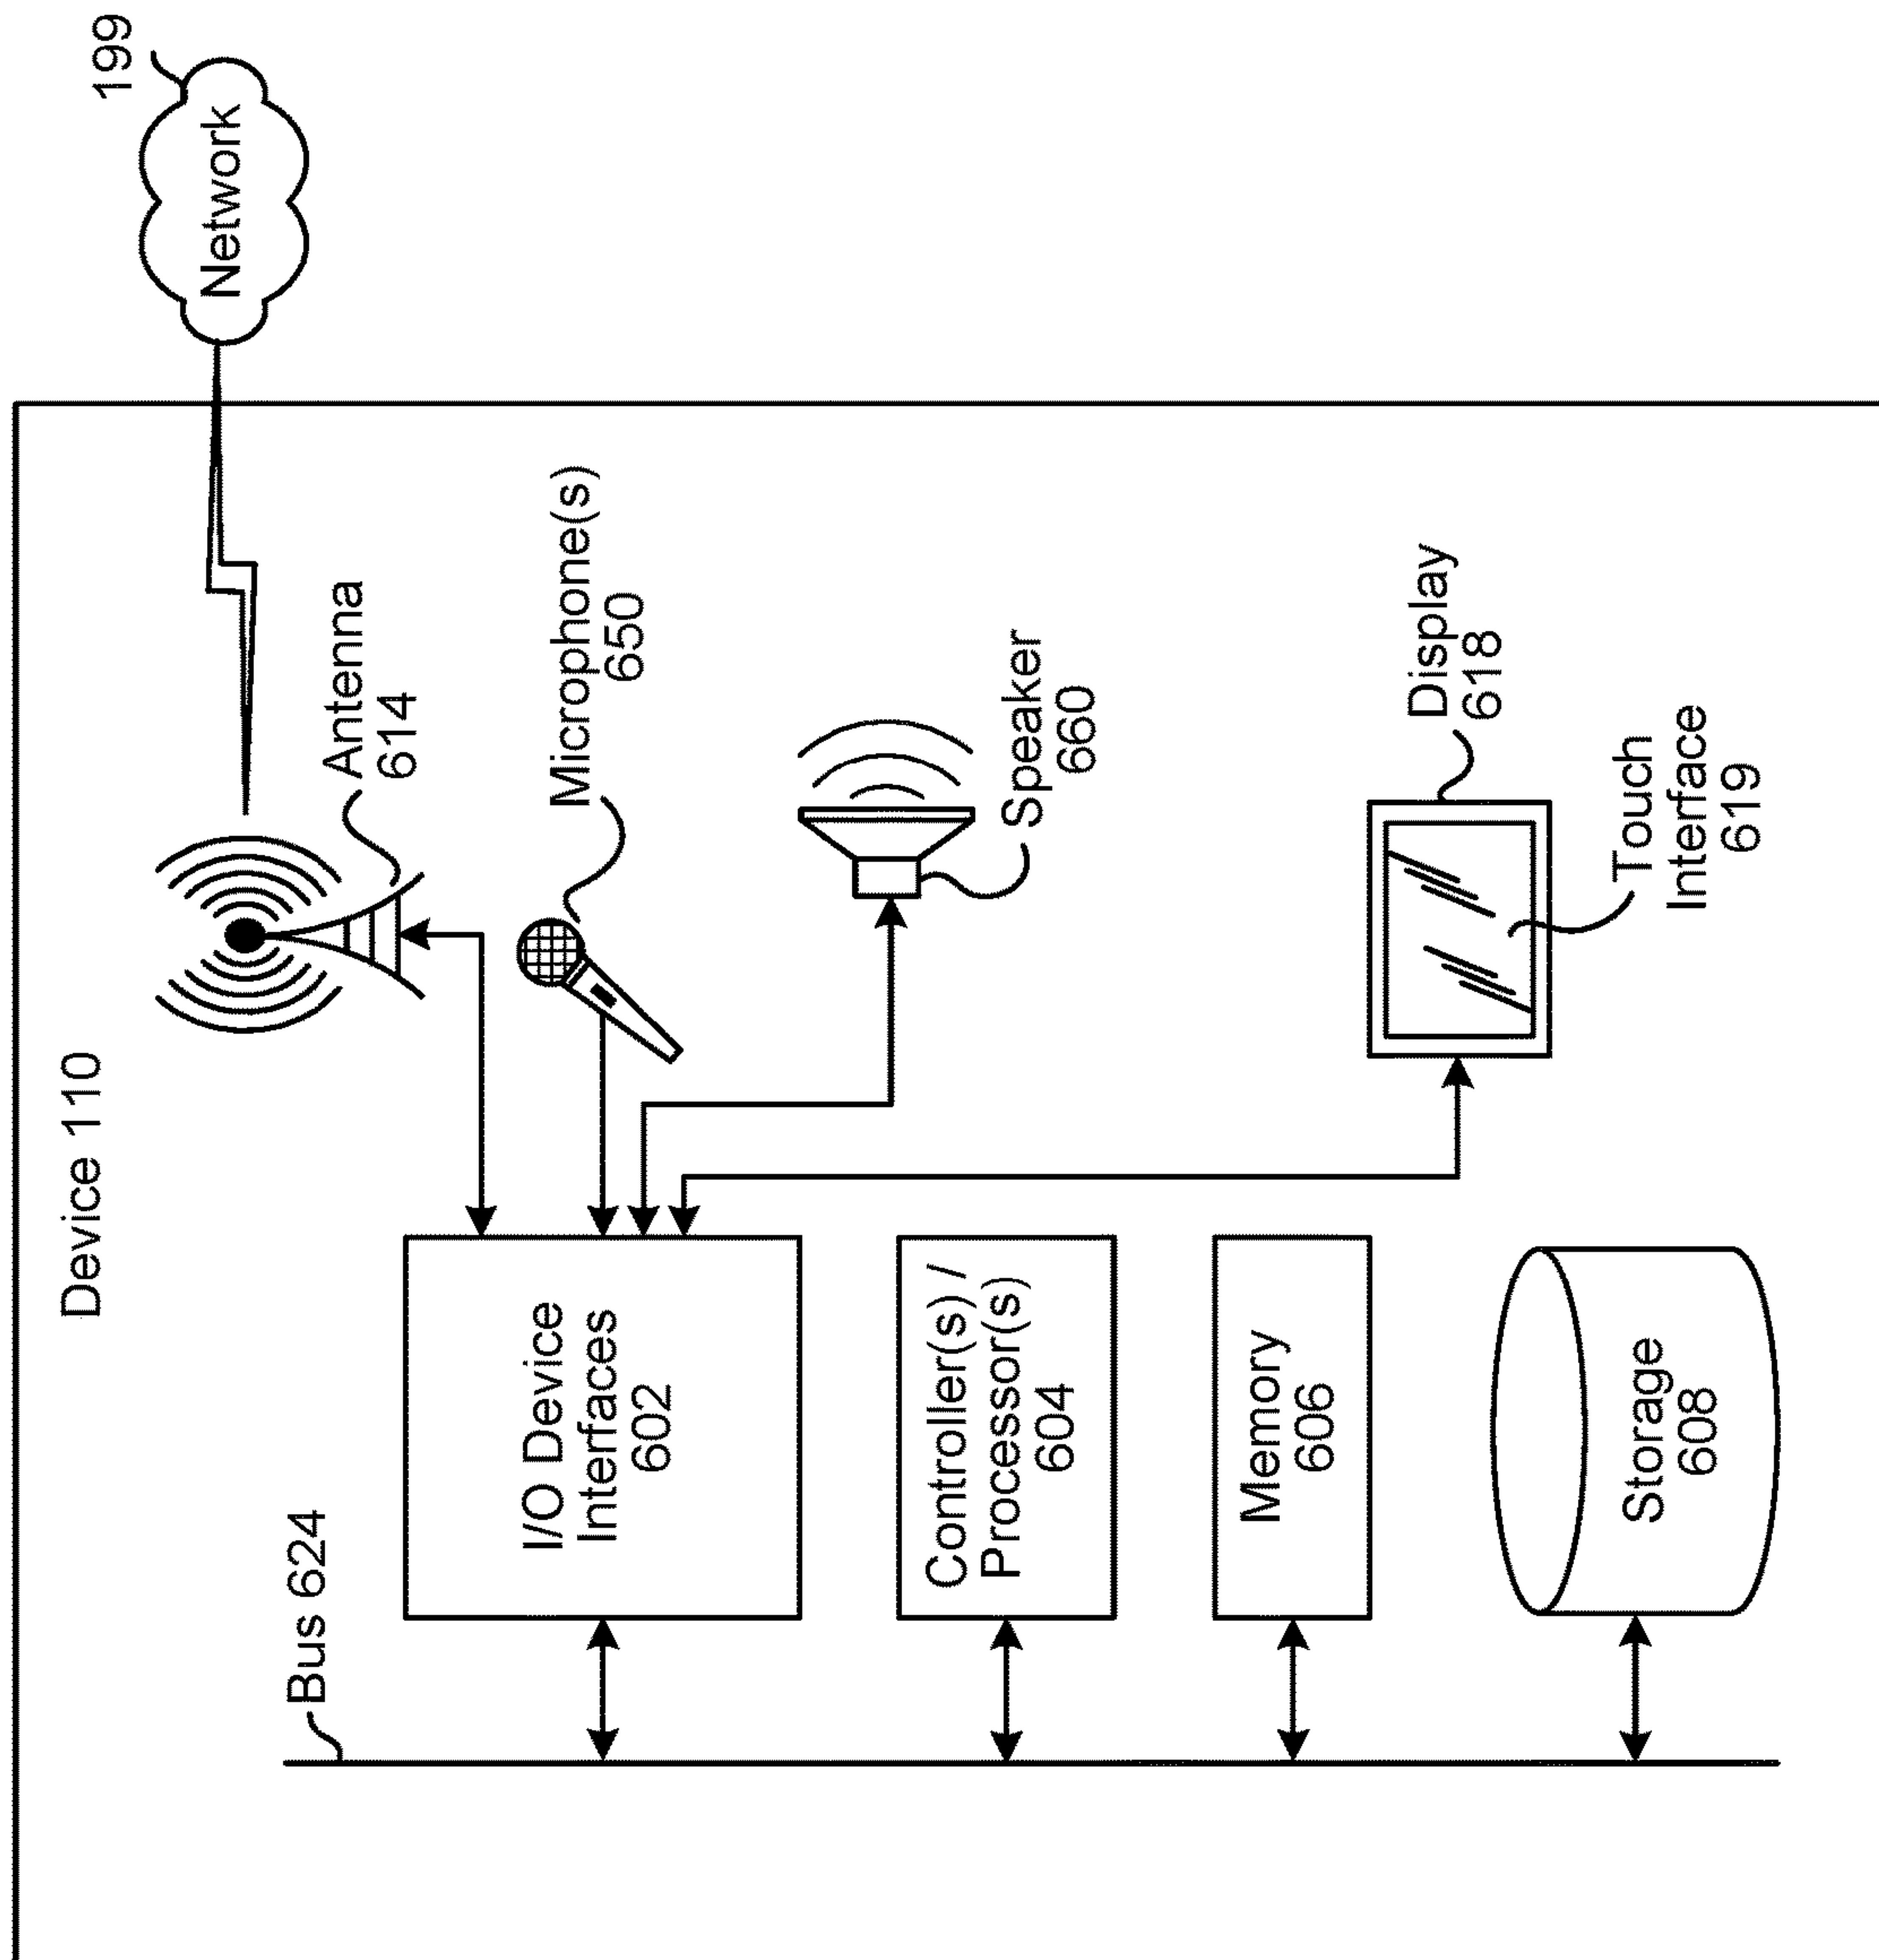 Device 110
199
Network
Antenna
614
Bus 624
I/O Device
Interfaces
602
Microphone(s)
650
Speaker
660
Controller(s) /
Processor(s)
604
Memory
606
Display
618
Touch
Interface
619
Storage
608